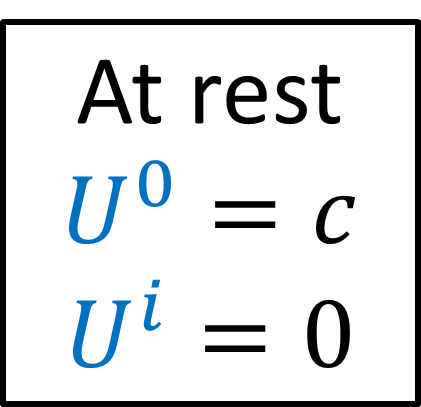 At rest
U⁰ = c
Uⁱ = 0